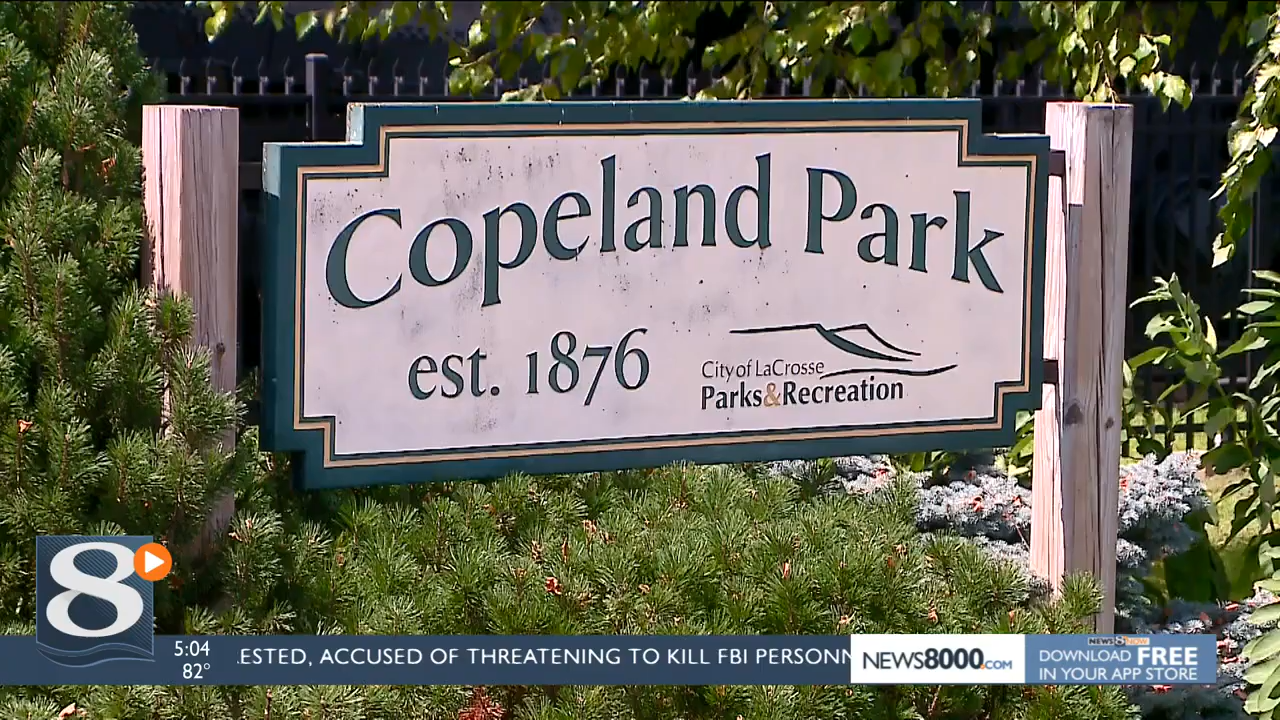 Copeland Park
est. 1876
City of LaCrosse
Parks&Recreation
8
5:04
82°
.ESTED, ACCUSED OF THREATENING TO KILL FBI PERSONN
NEWS8000.COM
NEWS8NOW
DOWNLOAD FREE
IN YOUR APP STORE